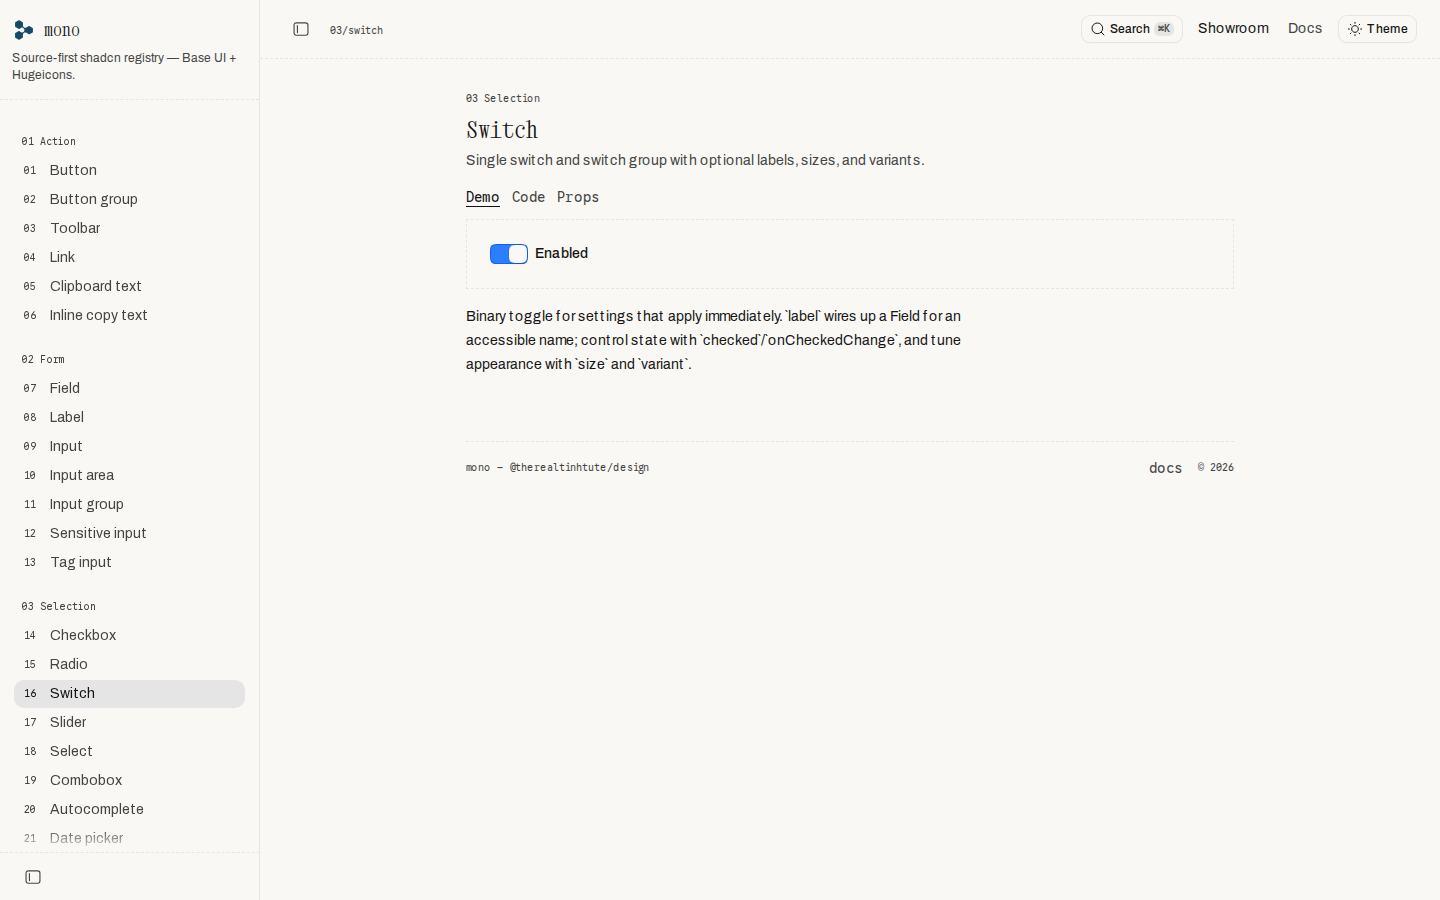 mono
Source-first shadcn registry — Base UI +
Hugeicons.
01 Action
01 Button
02 Button group
03 Toolbar
04 Link
05 Clipboard text
06 Inline copy text
02 Form
07 Field
08 Label
09 Input
10 Input area
11 Input group
12 Sensitive input
13 Tag input
03 Selection
14 Checkbox
15 Radio
16 Switch
17 Slider
18 Select
19 Combobox
20 Autocomplete
21 Date picker
03/switch
Search ⌘K
Showroom
Docs
Theme
03 Selection
Switch
Single switch and switch group with optional labels, sizes, and variants.
Demo Code Props
Enabled
Binary toggle for settings that apply immediately. `label` wires up a Field for an
accessible name; control state with `checked`/`onCheckedChange`, and tune
appearance with `size` and `variant`.
mono — @therealtinhtute/design
docs © 2026